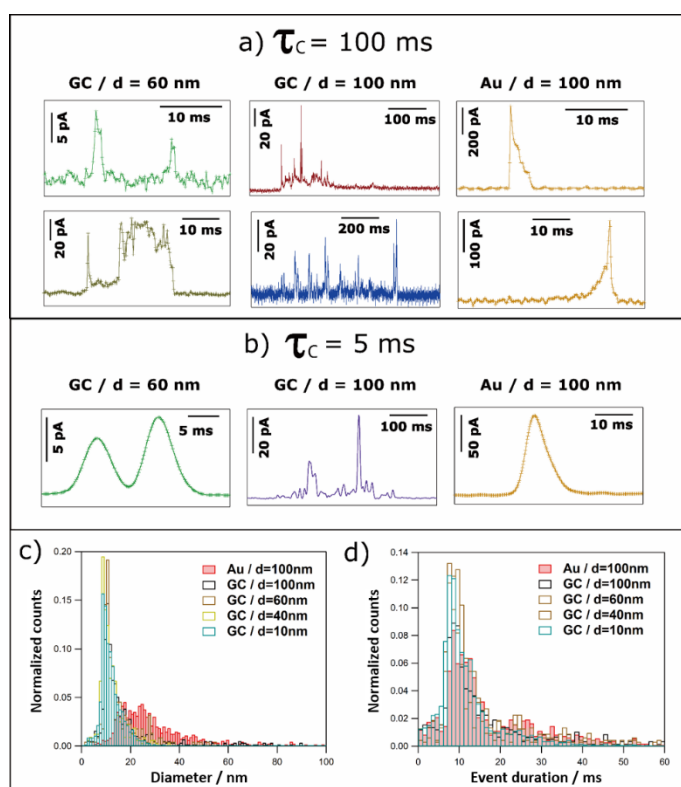 a) τC = 100 ms
GC / d = 60 nm
GC / d = 100 nm
Au / d = 100 nm
5 pA
10 ms
20 pA
100 ms
200 pA
10 ms
20 pA
10 ms
20 pA
200 ms
100 pA
10 ms
b) τC = 5 ms
GC / d = 60 nm
GC / d = 100 nm
Au / d = 100 nm
5 pA
5 ms
20 pA
100 ms
50 pA
10 ms
c)
0.20
0.15
0.10
0.05
0.00
Normalized counts
Au / d=100nm
GC / d=100nm
GC / d=60nm
GC / d=40nm
GC / d=10nm
0 20 40 60 80 100
Diameter / nm
d)
0.14
0.12
0.10
0.08
0.06
0.04
0.02
0.00
Normalized counts
Au / d=100nm
GC / d=100nm
GC / d=60nm
GC / d=40nm
GC / d=10nm
0 10 20 30 40 50 60
Event duration / ms